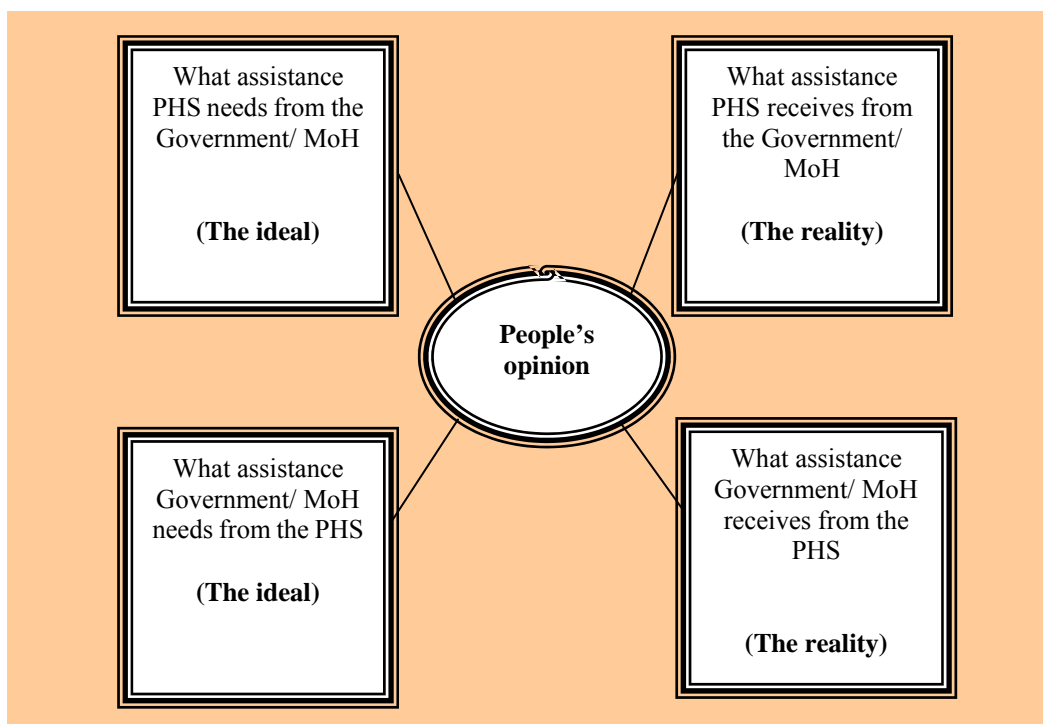 What assistance
PHS needs from the
Government/ MoH
(The ideal)
What assistance
PHS receives from
the Government/
MoH
(The reality)
People’s
opinion
What assistance
Government/ MoH
needs from the PHS
(The ideal)
What assistance
Government/ MoH
receives from the
PHS
(The reality)